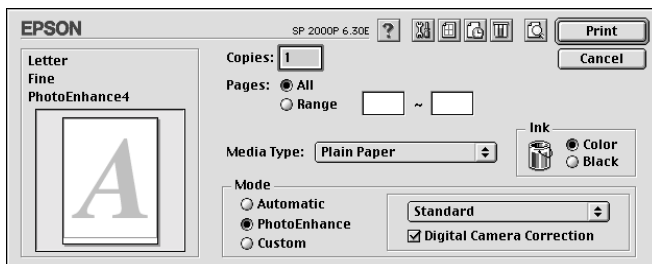 EPSON
SP 2000P 6.30E
?
Print
Letter
Fine
PhotoEnhance4
A
Copies: 1
Cancel
Pages: All
Range ~
Media Type: Plain Paper
Ink
Color
Black
Mode
Automatic
PhotoEnhance
Custom
Standard
Digital Camera Correction